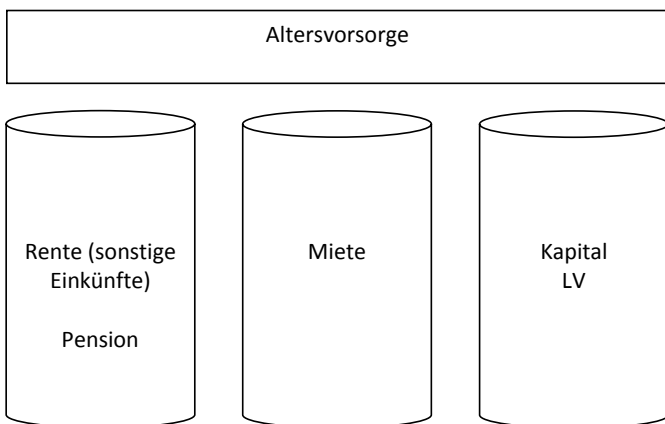 Altersvorsorge
Rente (sonstige
Einkünfte)
Pension
Miete
Kapital
LV